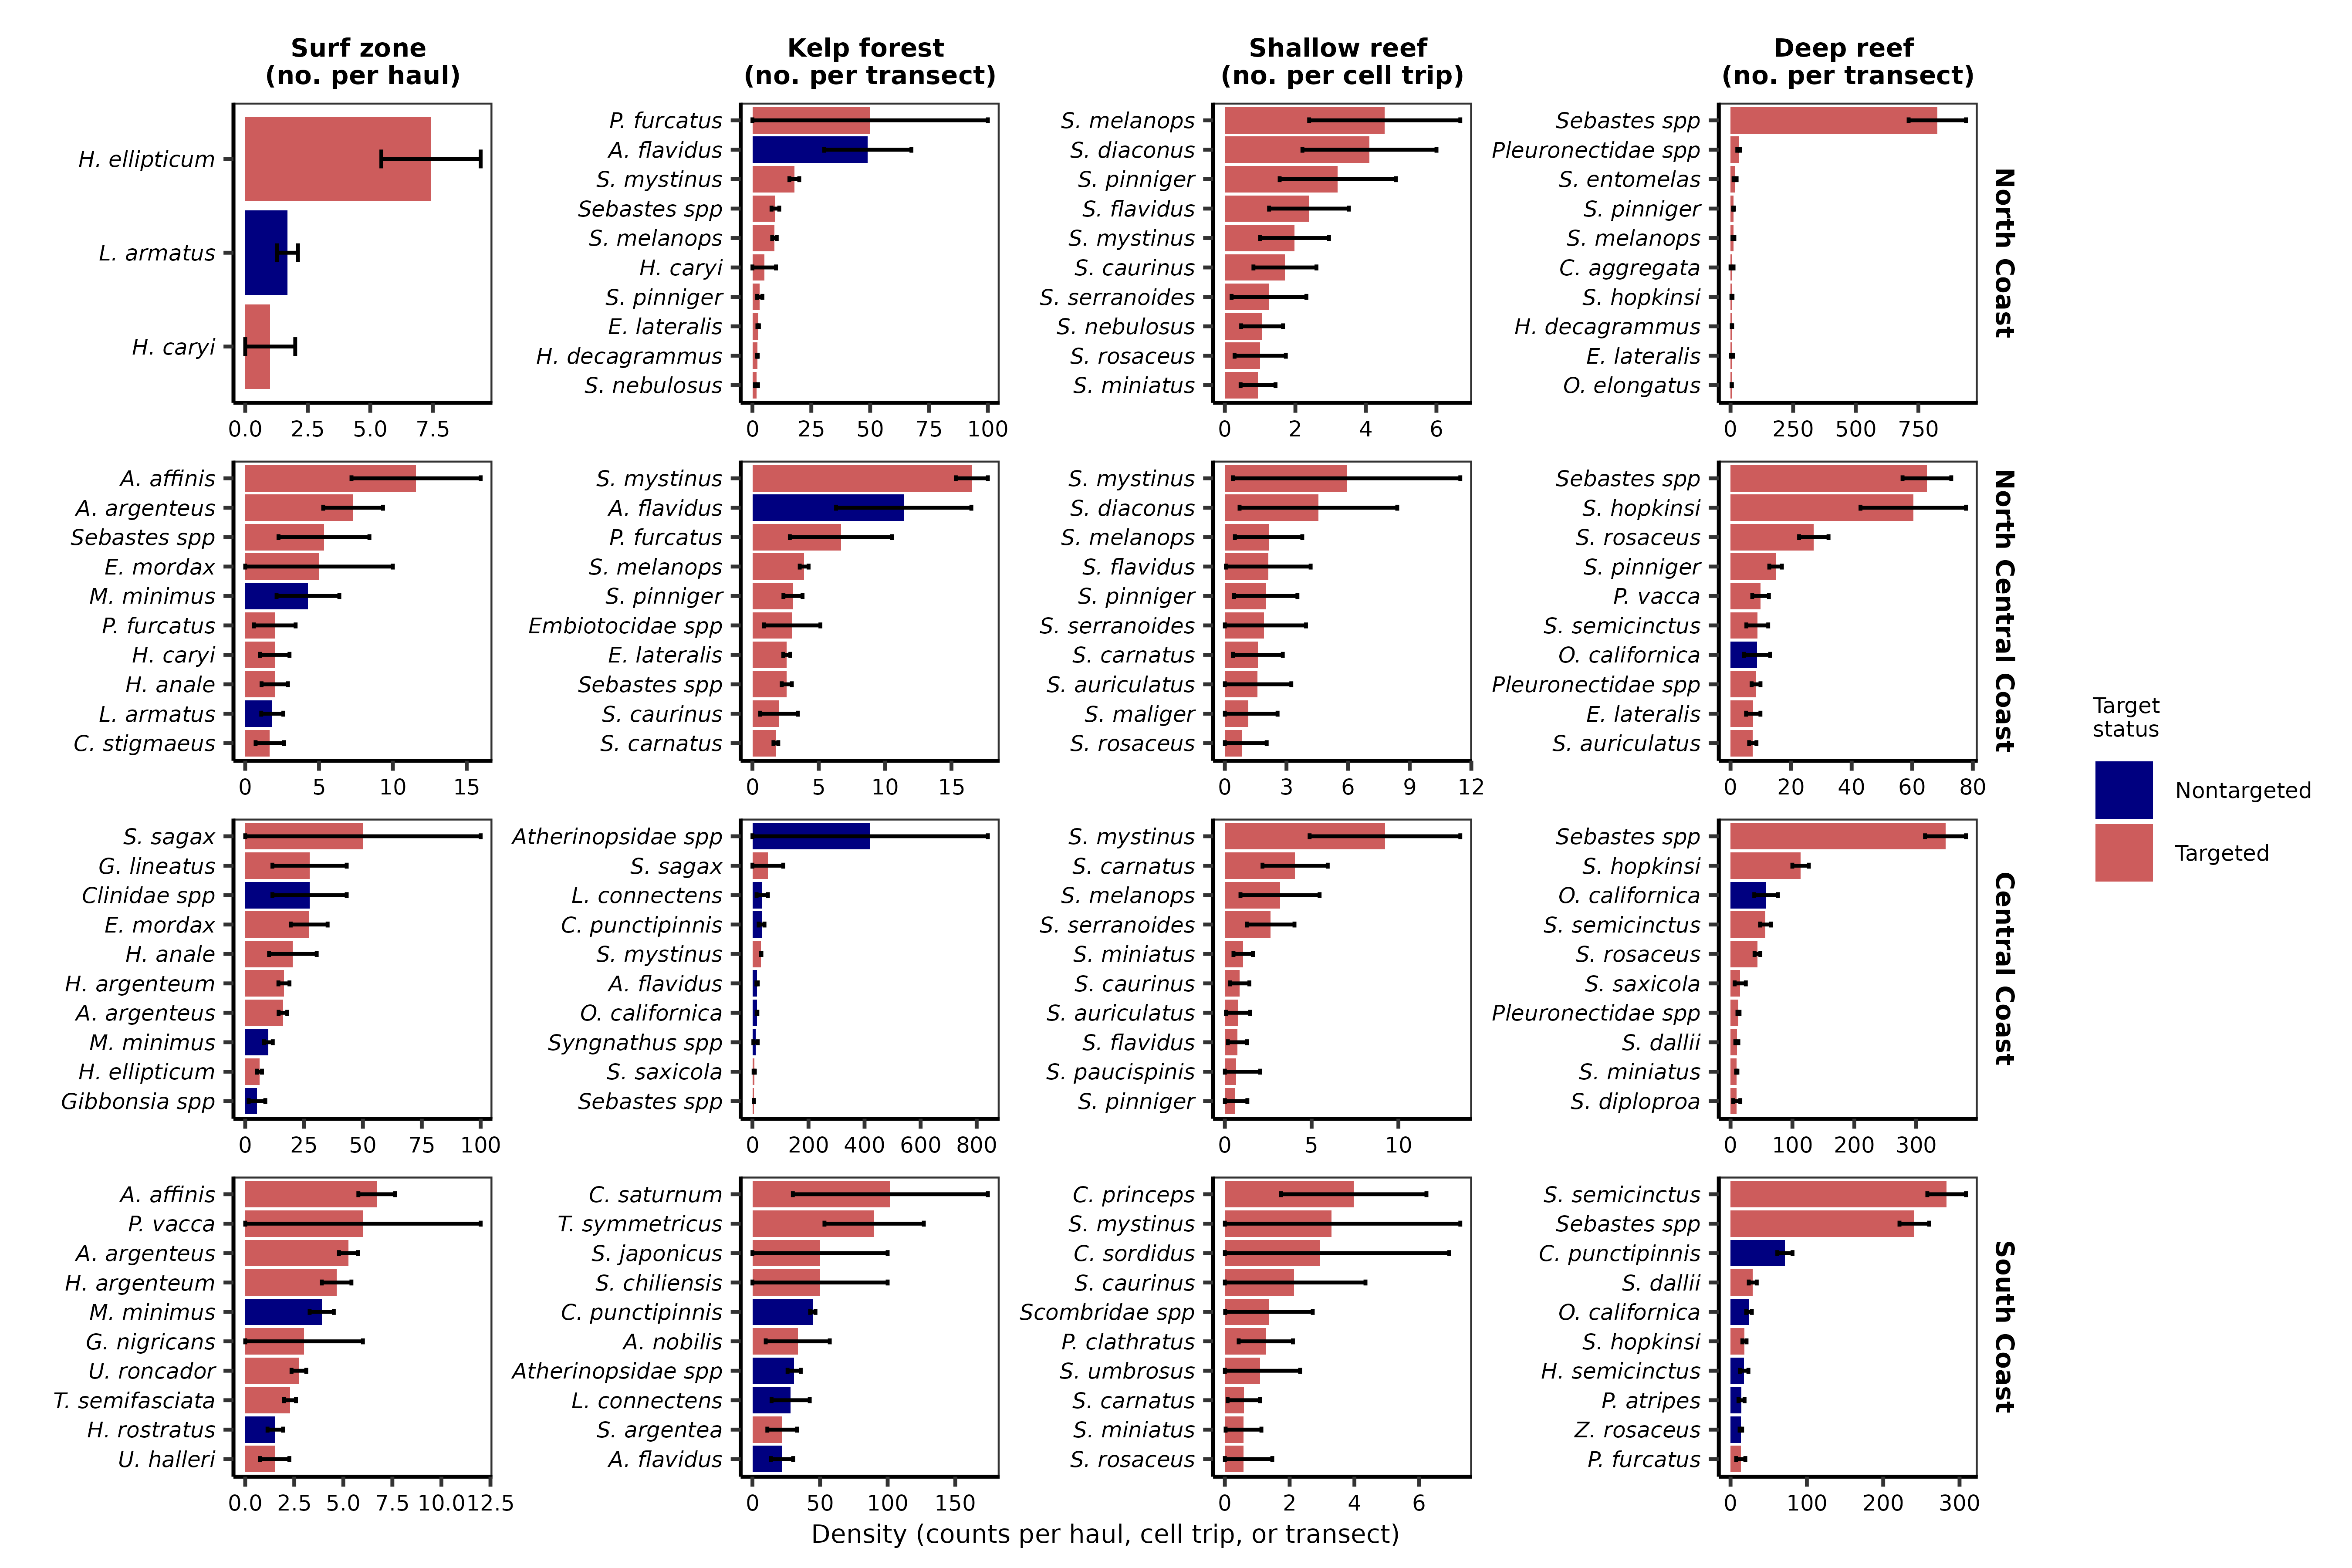 Surf zone
(no. per haul)
Kelp forest
(no. per transect)
Shallow reef
(no. per cell trip)
Deep reef
(no. per transect)
H. ellipticum
L. armatus
H. caryi
0.0 2.5 5.0 7.5
P. furcatus
A. flavidus
S. mystinus
Sebastes spp
S. melanops
H. caryi
S. pinniger
E. lateralis
H. decagrammus
S. nebulosus
0 25 50 75 100
S. melanops
S. diaconus
S. pinniger
S. flavidus
S. mystinus
S. caurinus
S. serranoides
S. nebulosus
S. rosaceus
S. miniatus
0 2 4 6
Sebastes spp
Pleuronectidae spp
S. entomelas
S. pinniger
S. melanops
C. aggregata
S. hopkinsi
H. decagrammus
E. lateralis
O. elongatus
0 250 500 750
North Coast
A. affinis
A. argenteus
Sebastes spp
E. mordax
M. minimus
P. furcatus
H. caryi
H. anale
L. armatus
C. stigmaeus
0 5 10 15
S. mystinus
A. flavidus
P. furcatus
S. melanops
S. pinniger
Embiotocidae spp
E. lateralis
Sebastes spp
S. caurinus
S. carnatus
0 5 10 15
S. mystinus
S. diaconus
S. melanops
S. flavidus
S. pinniger
S. serranoides
S. carnatus
S. auriculatus
S. maliger
S. rosaceus
0 3 6 9 12
Sebastes spp
S. hopkinsi
S. rosaceus
S. pinniger
P. vacca
S. semicinctus
O. californica
Pleuronectidae spp
E. lateralis
S. auriculatus
0 20 40 60 80
North Central Coast
S. sagax
G. lineatus
Clinidae spp
E. mordax
H. anale
H. argenteum
A. argenteus
M. minimus
H. ellipticum
Gibbonsia spp
0 25 50 75 100
Atherinopsidae spp
S. sagax
L. connectens
C. punctipinnis
S. mystinus
A. flavidus
O. californica
Syngnathus spp
S. saxicola
Sebastes spp
0 200 400 600 800
S. mystinus
S. carnatus
S. melanops
S. serranoides
S. miniatus
S. caurinus
S. auriculatus
S. flavidus
S. paucispinis
S. pinniger
0 5 10
Sebastes spp
S. hopkinsi
O. californica
S. semicinctus
S. rosaceus
S. saxicola
Pleuronectidae spp
S. dallii
S. miniatus
S. diploproa
0 100 200 300
Central Coast
A. affinis
P. vacca
A. argenteus
H. argenteum
M. minimus
G. nigricans
U. roncador
T. semifasciata
H. rostratus
U. halleri
0.0 2.5 5.0 7.5 10.0 12.5
C. saturnum
T. symmetricus
S. japonicus
S. chiliensis
C. punctipinnis
A. nobilis
Atherinopsidae spp
L. connectens
S. argentea
A. flavidus
0 50 100 150
C. princeps
S. mystinus
C. sordidus
S. caurinus
Scombridae spp
P. clathratus
S. umbrosus
S. carnatus
S. miniatus
S. rosaceus
0 2 4 6
S. semicinctus
Sebastes spp
C. punctipinnis
S. dallii
O. californica
S. hopkinsi
H. semicinctus
P. atripes
Z. rosaceus
P. furcatus
0 100 200 300
South Coast
Density (counts per haul, cell trip, or transect)
Target
status
Nontargeted
Targeted